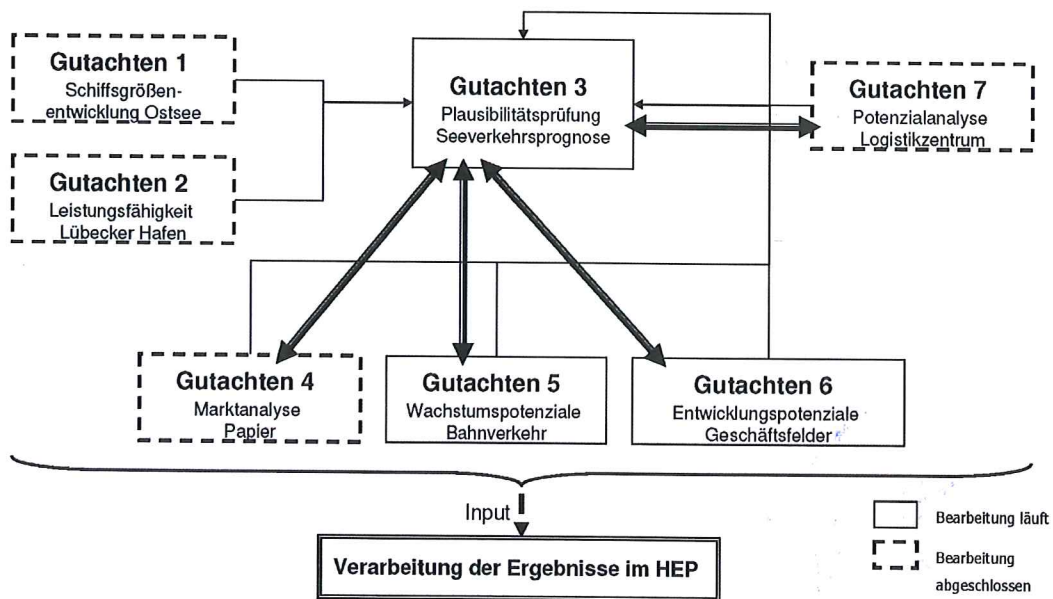 Gutachten 1
Schiffsgrößen-
entwicklung Ostsee
Gutachten 2
Leistungsfähigkeit
Lübecker Hafen
Gutachten 3
Plausibilitätsprüfung
Seeverkehrsprognose
Gutachten 7
Potenzialanalyse
Logistikzentrum
Gutachten 4
Marktanalyse
Papier
Gutachten 5
Wachstumspotenziale
Bahnverkehr
Gutachten 6
Entwicklungspotenziale
Geschäftsfelder
Input
Verarbeitung der Ergebnisse im HEP
Bearbeitung läuft
Bearbeitung
abgeschlossen